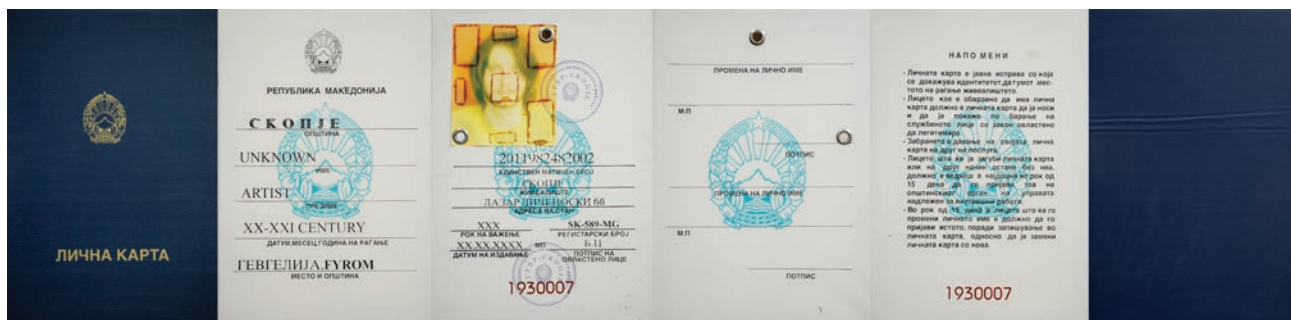 ЛИЧНА КАРТА
РЕПУБЛИКА МАКЕДОНИЈА
СКОПЈЕ
ОПШТИНА
UNKNOWN
ИМЕ
ARTIST
ПРЕЗИМЕ
XX-XXI CENTURY
ДАТУМ,МЕСЕЦ,ГОДИНА НА РАГАЊЕ
ГЕВГЕЛИЈА,FYROM
МЕСТО И ОПШТИНА
2011982482002
ЕДИНСТВЕН МАТИЧЕН БРОЈ
СКОПЈЕ
ЖИВЕАЛИШТЕ
ЛАЗАР ЛИЧЕНОСКИ 66
АДРЕСА НА СТАН
XXX SK-589-MG
РОК НА ВАЖЕЊЕ РЕГИСТАРСКИ БРОЈ
XX.XX.XXXX МП Б.Ц
ДАТУМ НА ИЗДАВАЊЕ ПОТПИС НА
ОВЛАСТЕНО ЛИЦЕ
1930007
ПРОМЕНА НА ЛИЧНО ИМЕ
М.П
ПОТПИС
ПРОМЕНА НА ЛИЧНО ИМЕ
М.П
ПОТПИС
НАПОМЕНИ
- Личната карта е јавна исправа со која
се докажува идентитетот,датумот ,мес-
тото на раѓање живеалиштето.
- Лицето кое е обврзано да има лична
карта должно е личната карта да ја носи
и да ја покаже по барање на
службеното лице со закон овластено
да легитимира.
- Забрането е давање на својата лична
карта на друг на послуга.
- Лицето што ќе ја загуби личната карта
или на друг начин остане без неа,
должно е веднаш а најдоцна во рок од
15 дена да го пријави тоа на
општинскиот орган на управата
надлежен за внатрешни работи.
- Во рок од 15 дена и лицето што ќе го
промени личното име е должно да го
пријави истото, поради запишување во
личната карта, односно да ја замени
личната карта со нова.
1930007